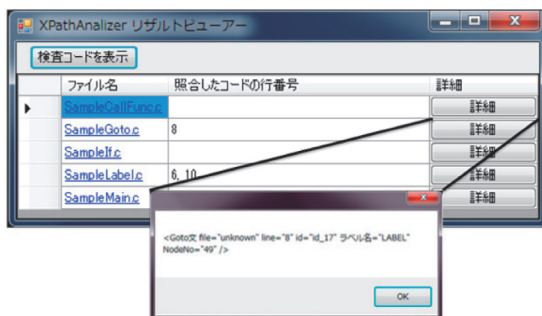 XPathAnalizer リザルトビューアー
検査コードを表示
ファイル名 照合したコードの行番号 詳細
SampleCallFunc.c 詳細
SampleGoto.c 8 詳細
SampleIf.c 詳細
SampleLabel.c 6, 10 詳細
SampleMain.c 詳細
<Goto文 file="unknown" line="8" id="id_17" ラベル名="LABEL"
NodeNo="49" />
OK